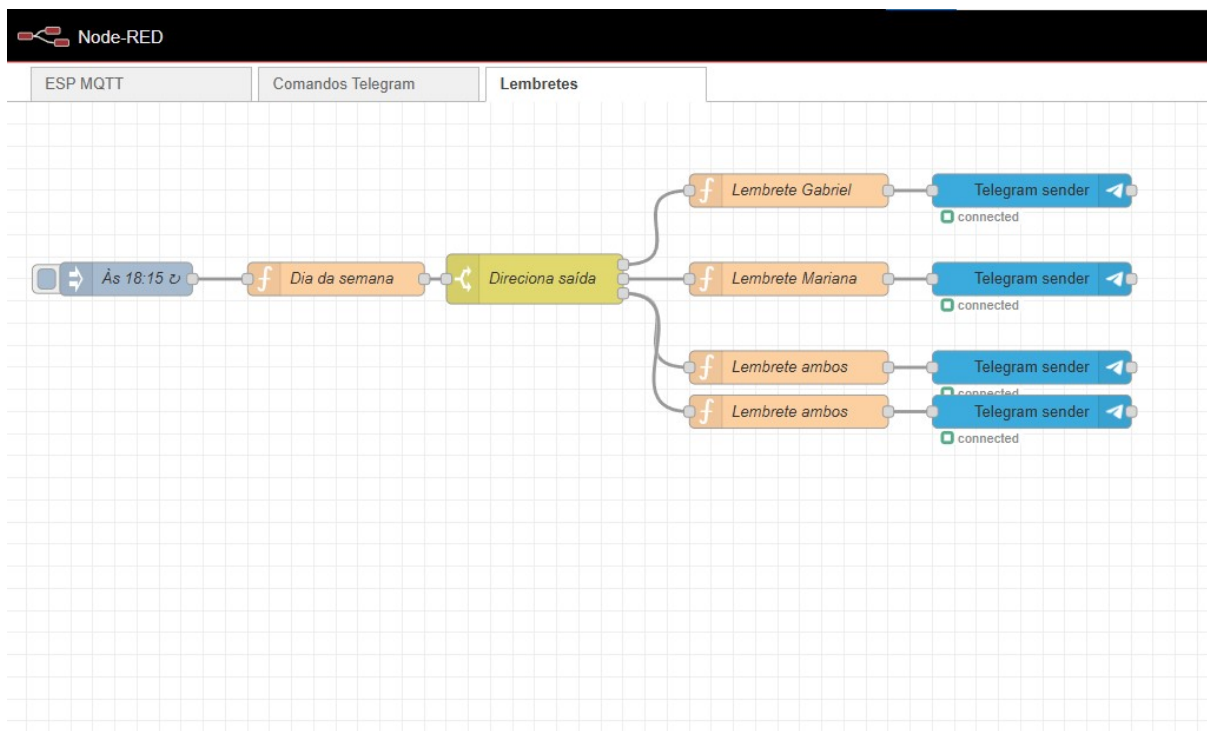 Node-RED
ESP MQTT
Comandos Telegram
Lembretes
Lembrete Gabriel
Telegram sender
connected
Às 18:15 ↻
Dia da semana
Direciona saída
Lembrete Mariana
Telegram sender
connected
Lembrete ambos
Telegram sender
connected
Lembrete ambos
Telegram sender
connected